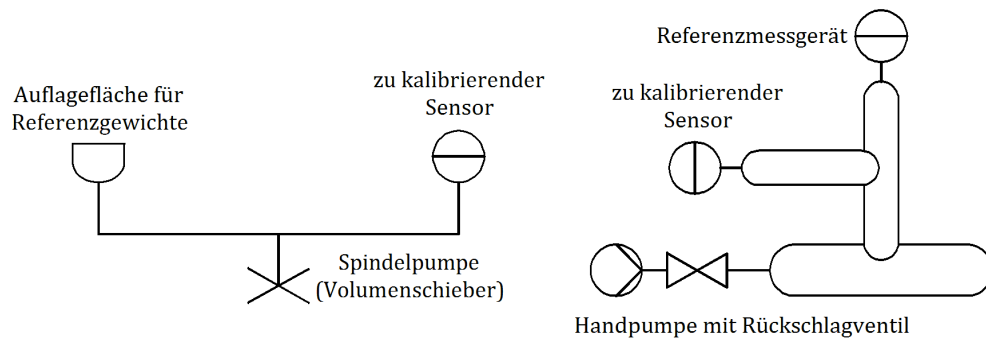 Auflagefläche für
Referenzgewichte
zu kalibrierender
Sensor
Spindelpumpe
(Volumenschieber)
Referenzmessgerät
zu kalibrierender
Sensor
Handpumpe mit Rückschlagventil